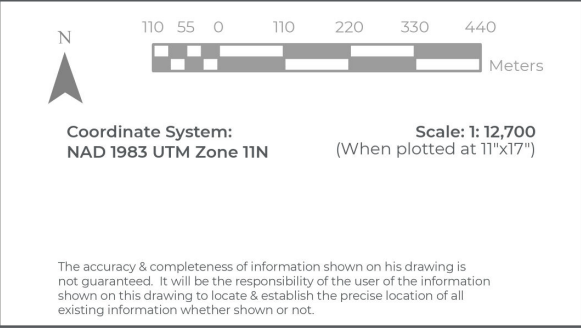 N
110 55 0 110 220 330 440
Meters
Coordinate System:
NAD 1983 UTM Zone 11N
Scale: 1: 12,700
(When plotted at 11"x17")
The accuracy & completeness of information shown on his drawing is
not guaranteed. It will be the responsibility of the user of the information
shown on this drawing to locate & establish the precise location of all
existing information whether shown or not.